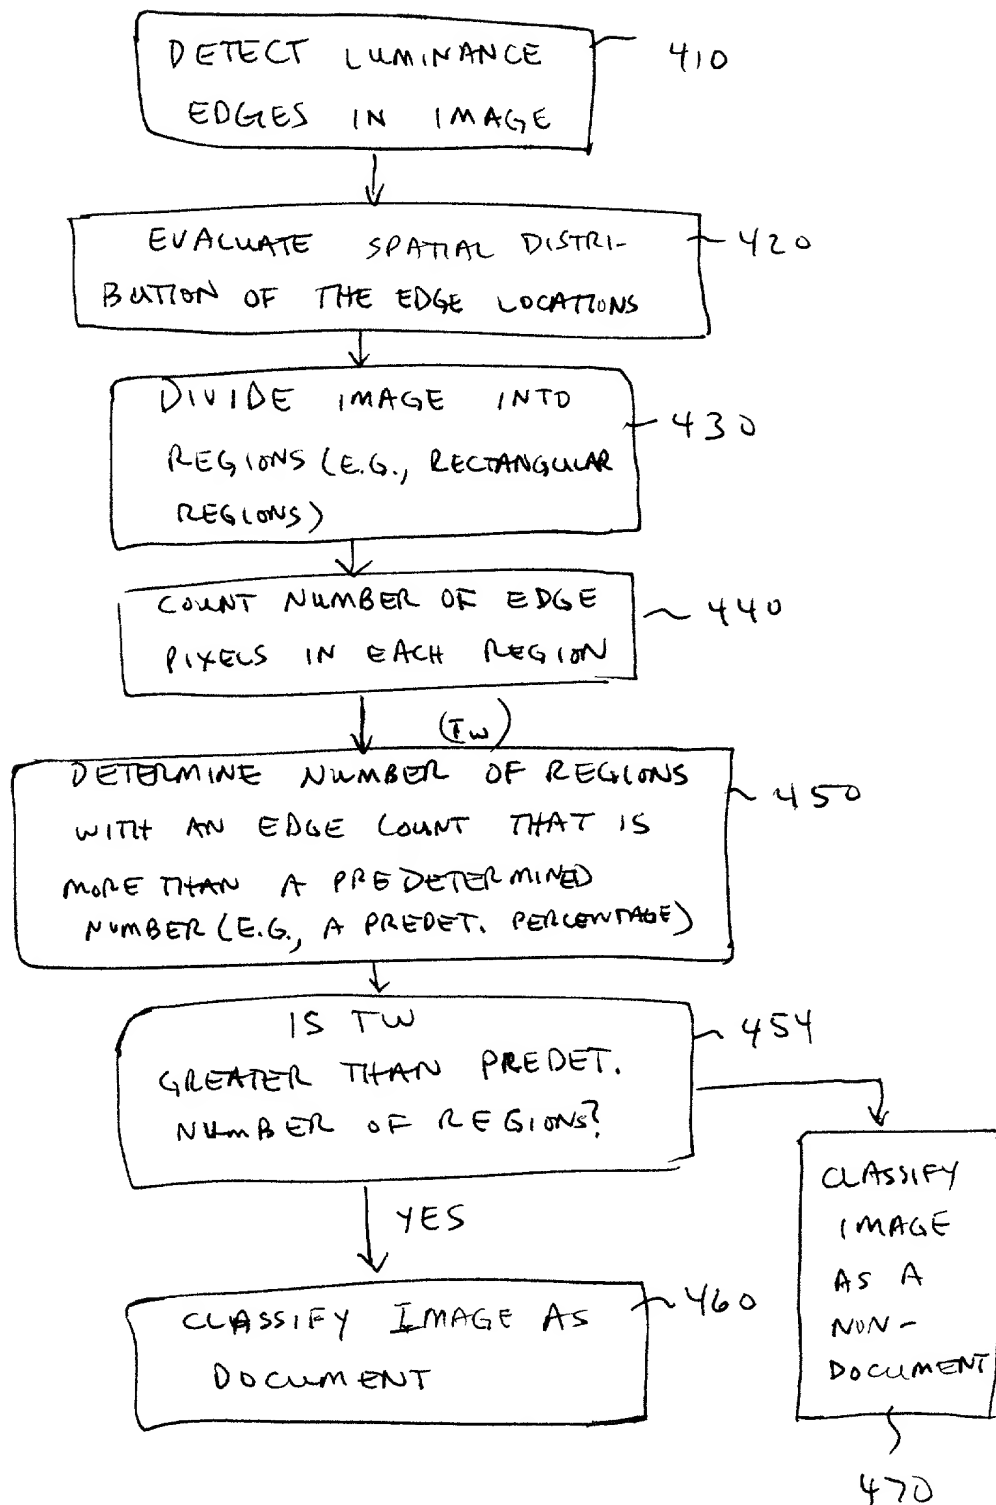 DETECT LUMINANCE
EDGES IN IMAGE
410
EVALUATE SPATIAL DISTRI-
BUTION OF THE EDGE LOCATIONS
420
DIVIDE IMAGE INTO
REGIONS (E.G., RECTANGULAR
REGIONS)
430
COUNT NUMBER OF EDGE
PIXELS IN EACH REGION
440
(TW)
DETERMINE NUMBER OF REGIONS
WITH AN EDGE COUNT THAT IS
MORE THAN A PREDETERMINED
NUMBER (E.G., A PREDET. PERCENTAGE)
450
IS TW
GREATER THAN PREDET.
NUMBER OF REGIONS?
454
YES
CLASSIFY IMAGE AS
DOCUMENT
460
CLASSIFY
IMAGE
AS A
NON-
DOCUMENT
470